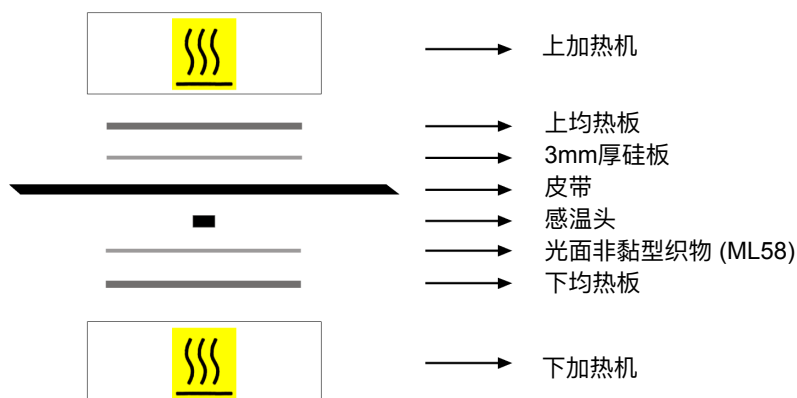 上加热机
上均热板
3mm厚硅板
皮带
感温头
光面非黏型织物 (ML58)
下均热板
下加热机